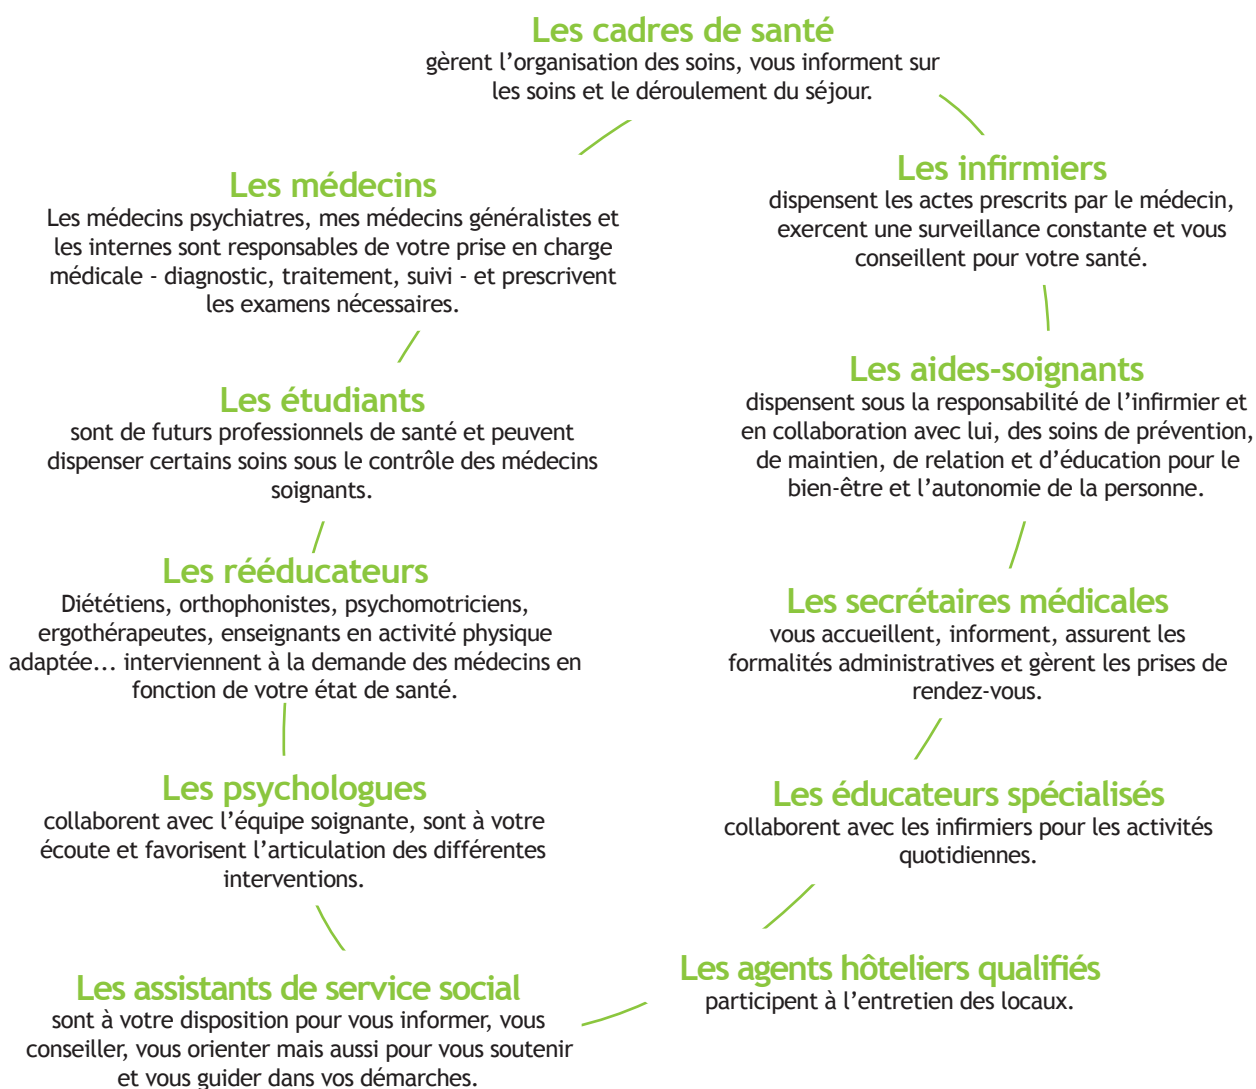 Les cadres de santé
gèrent l’organisation des soins, vous informent sur
les soins et le déroulement du séjour.
Les médecins
Les médecins psychiatres, mes médecins généralistes et
les internes sont responsables de votre prise en charge
médicale - diagnostic, traitement, suivi - et prescrivent
les examens nécessaires.
Les étudiants
sont de futurs professionnels de santé et peuvent
dispenser certains soins sous le contrôle des médecins
soignants.
Les rééducateurs
Diététiens, orthophonistes, psychomotriciens,
ergothérapeutes, enseignants en activité physique
adaptée... interviennent à la demande des médecins en
fonction de votre état de santé.
Les psychologues
collaborent avec l’équipe soignante, sont à votre
écoute et favorisent l’articulation des différentes
interventions.
Les assistants de service social
sont à votre disposition pour vous informer, vous
conseiller, vous orienter mais aussi pour vous soutenir
et vous guider dans vos démarches.
Les infirmiers
dispensent les actes prescrits par le médecin,
exercent une surveillance constante et vous
conseillent pour votre santé.
Les aides-soignants
dispensent sous la responsabilité de l’infirmier et
en collaboration avec lui, des soins de prévention,
de maintien, de relation et d’éducation pour le
bien-être et l’autonomie de la personne.
Les secrétaires médicales
vous accueillent, informent, assurent les
formalités administratives et gèrent les prises de
rendez-vous.
Les éducateurs spécialisés
collaborent avec les infirmiers pour les activités
quotidiennes.
Les agents hôteliers qualifiés
participent à l’entretien des locaux.